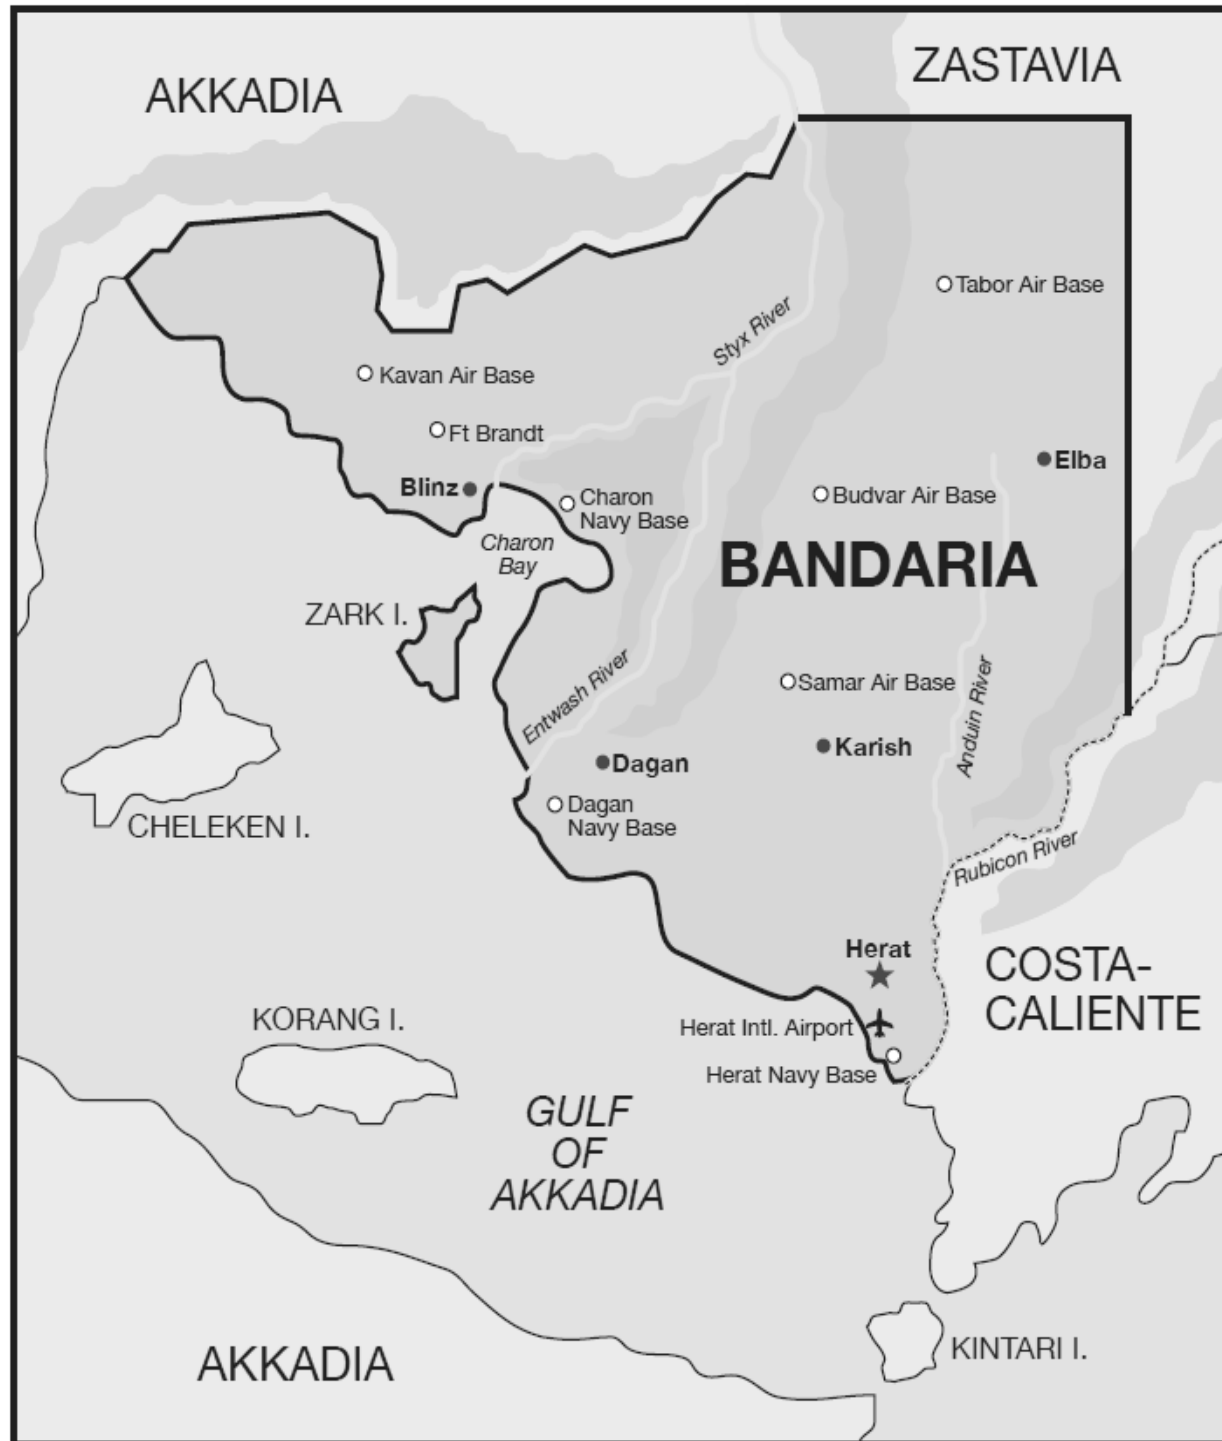 ZASTAVIA
AKKADIA
Tabor Air Base
Styx River
Kavan Air Base
Ft Brandt
Elba
Blinz
Charon
Navy Base
Budvar Air Base
Charon
Bay
BANDARIA
ZARK I.
Entwash River
Samar Air Base
Anduin River
Karish
Dagan
Dagan
Navy Base
CHELEKEN I.
Rubicon River
Herat
COSTA-
CALIENTE
KORANG I.
Herat Intl. Airport
Herat Navy Base
GULF
OF
AKKADIA
KINTARI I.
AKKADIA